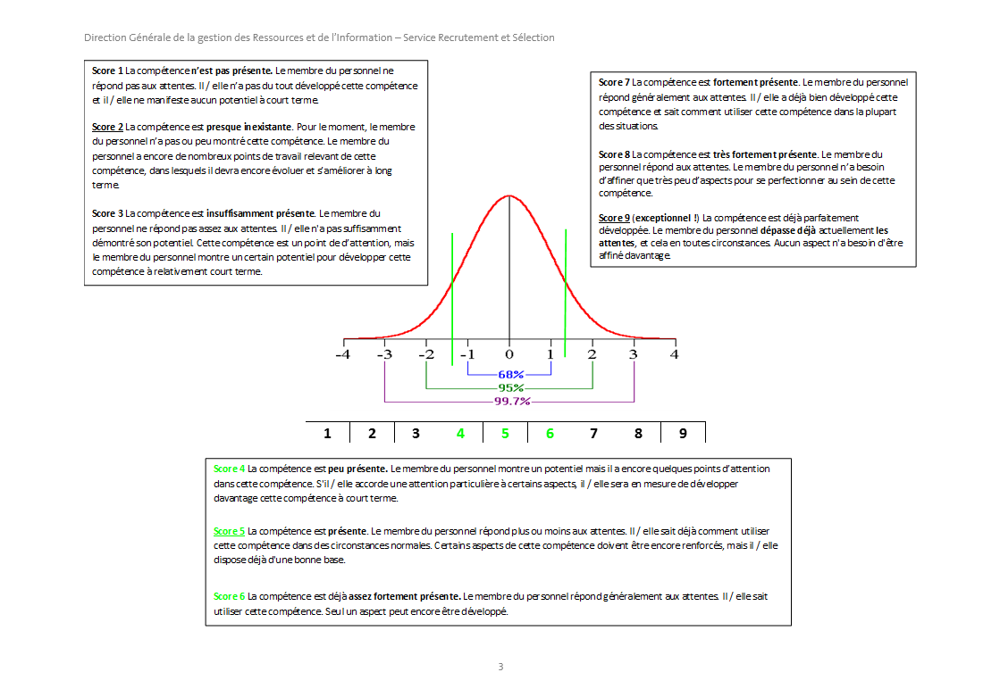 Direction Générale de la gestion des Ressources et de l'Information – Service Recrutement et Sélection
Score 1 La compétence n'est pas présente. Le membre du personnel ne
répond pas aux attentes. Il / elle n'a pas du tout développé cette compétence
et il / elle ne manifeste aucun potentiel à court terme.
Score 2 La compétence est presque inexistante. Pour le moment, le membre
du personnel n'a pas ou peu montré cette compétence. Le membre du
personnel a encore de nombreux points de travail relevant de cette
compétence, dans lesquels il devra encore évoluer et s'améliorer à long
terme.
Score 3 La compétence est insuffisamment présente. Le membre du
personnel ne répond pas assez aux attentes. Il / elle n'a pas suffisamment
démontré son potentiel. Cette compétence est un point de d'attention, mais
le membre du personnel montre un certain potentiel pour développer cette
compétence à relativement court terme.
Score 7 La compétence est fortement présente. Le membre du personnel
répond généralement aux attentes. Il / elle a déjà bien développé cette
compétence et sait comment utiliser cette compétence dans la plupart
des situations.
Score 8 La compétence est très fortement présente. Le membre du
personnel répond aux attentes. Le membre du personnel n'a besoin
d'affiner que très peu d'aspects pour se perfectionner au sein de cette
compétence.
Score 9 (exceptionnel !) La compétence est déjà parfaitement
développée. Le membre du personnel dépasse déjà actuellement les
attentes, et cela en toutes circonstances. Aucun aspect n'a besoin d'être
affiné davantage.
-4 -3 -2 -1 0 1 2 3 4
68%
95%
99.7%
1 2 3 4 5 6 7 8 9
Score 4 La compétence est peu présente. Le membre du personnel montre un potentiel mais il a encore quelques points d'attention
dans cette compétence. S'il / elle accorde une attention particulière à certains aspects, il / elle sera en mesure de développer
davantage cette compétence à court terme.
Score 5 La compétence est présente. Le membre du personnel répond plus ou moins aux attentes. Il / elle sait déjà comment utiliser
cette compétence dans des circonstances normales. Certains aspects de cette compétence doivent être encore renforcés, mais il / elle
dispose déjà d'une bonne base.
Score 6 La compétence est déjà assez fortement présente. Le membre du personnel répond généralement aux attentes. Il / elle sait
utiliser cette compétence. Seul un aspect peut encore être développé.
3